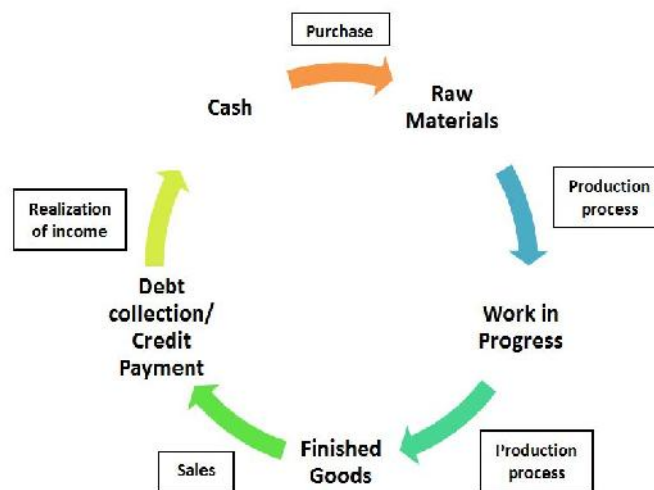 Purchase
Cash
Raw
Materials
Production
process
Work in
Progress
Production
process
Finished
Goods
Sales
Debt
collection/
Credit
Payment
Realization
of income